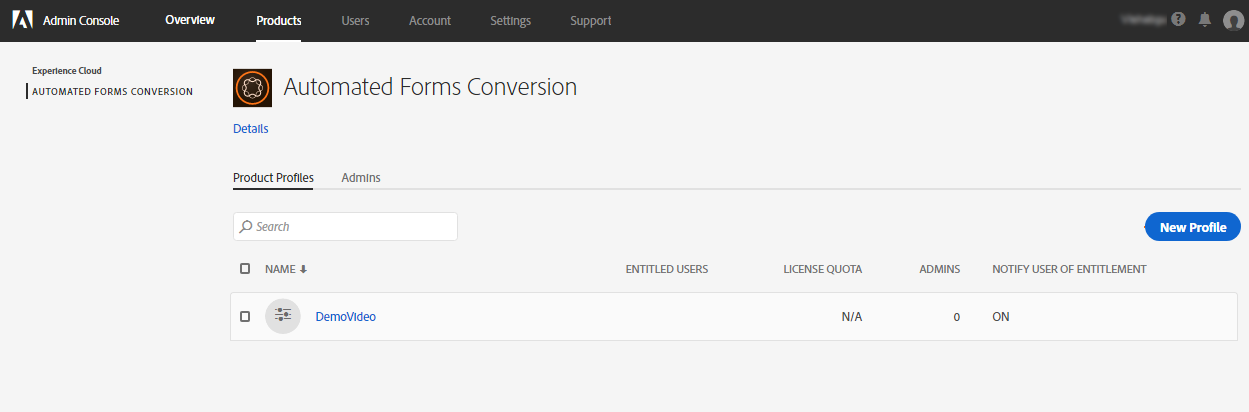 Admin Console Overview Products Users Account Settings Support
Experience Cloud
AUTOMATED FORMS CONVERSION
Automated Forms Conversion
Details
Product Profiles Admins
Search
New Profile
NAME ENTITLED USERS LICENSE QUOTA ADMINS NOTIFY USER OF ENTITLEMENT
DemoVideo N/A 0 ON